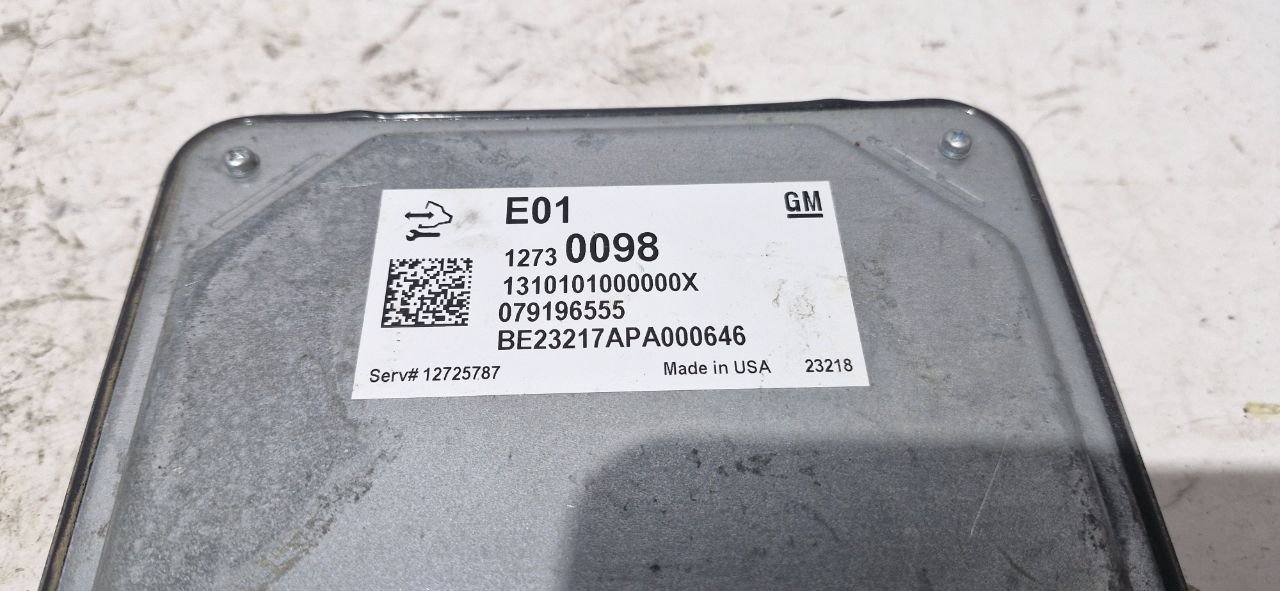 E01 GM
1273 0098
1310101000000X
079196555
BE23217APA000646
Serv# 12725787 Made in USA 23218